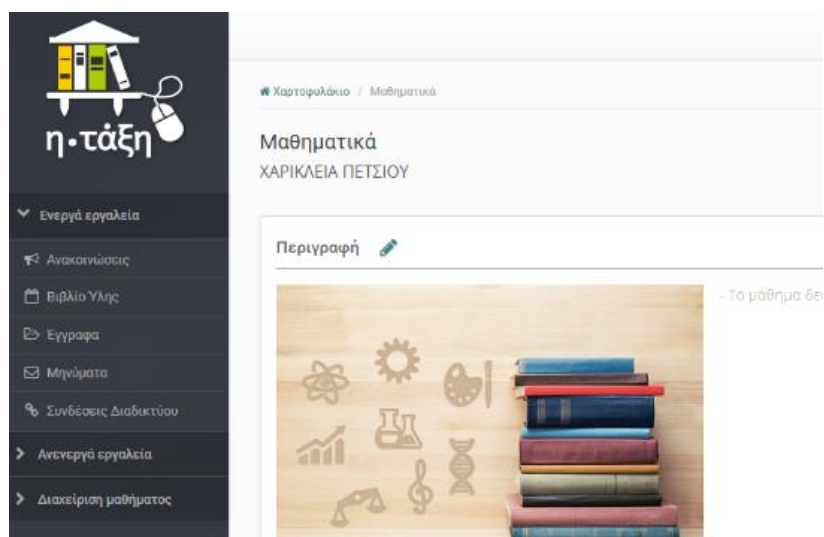 η•τάξη
Ενεργά εργαλεία
Ανακοινώσεις
Βιβλίο Ύλης
Έγγραφα
Μηνύματα
Συνδέσεις Διαδικτύου
Ανενεργά εργαλεία
Διαχείριση μαθήματος
Χαρτοφυλάκιο / Μαθηματικά
Μαθηματικά
ΧΑΡΙΚΛΕΙΑ ΠΕΤΣΙΟΥ
Περιγραφή
- Το μάθημα δεν